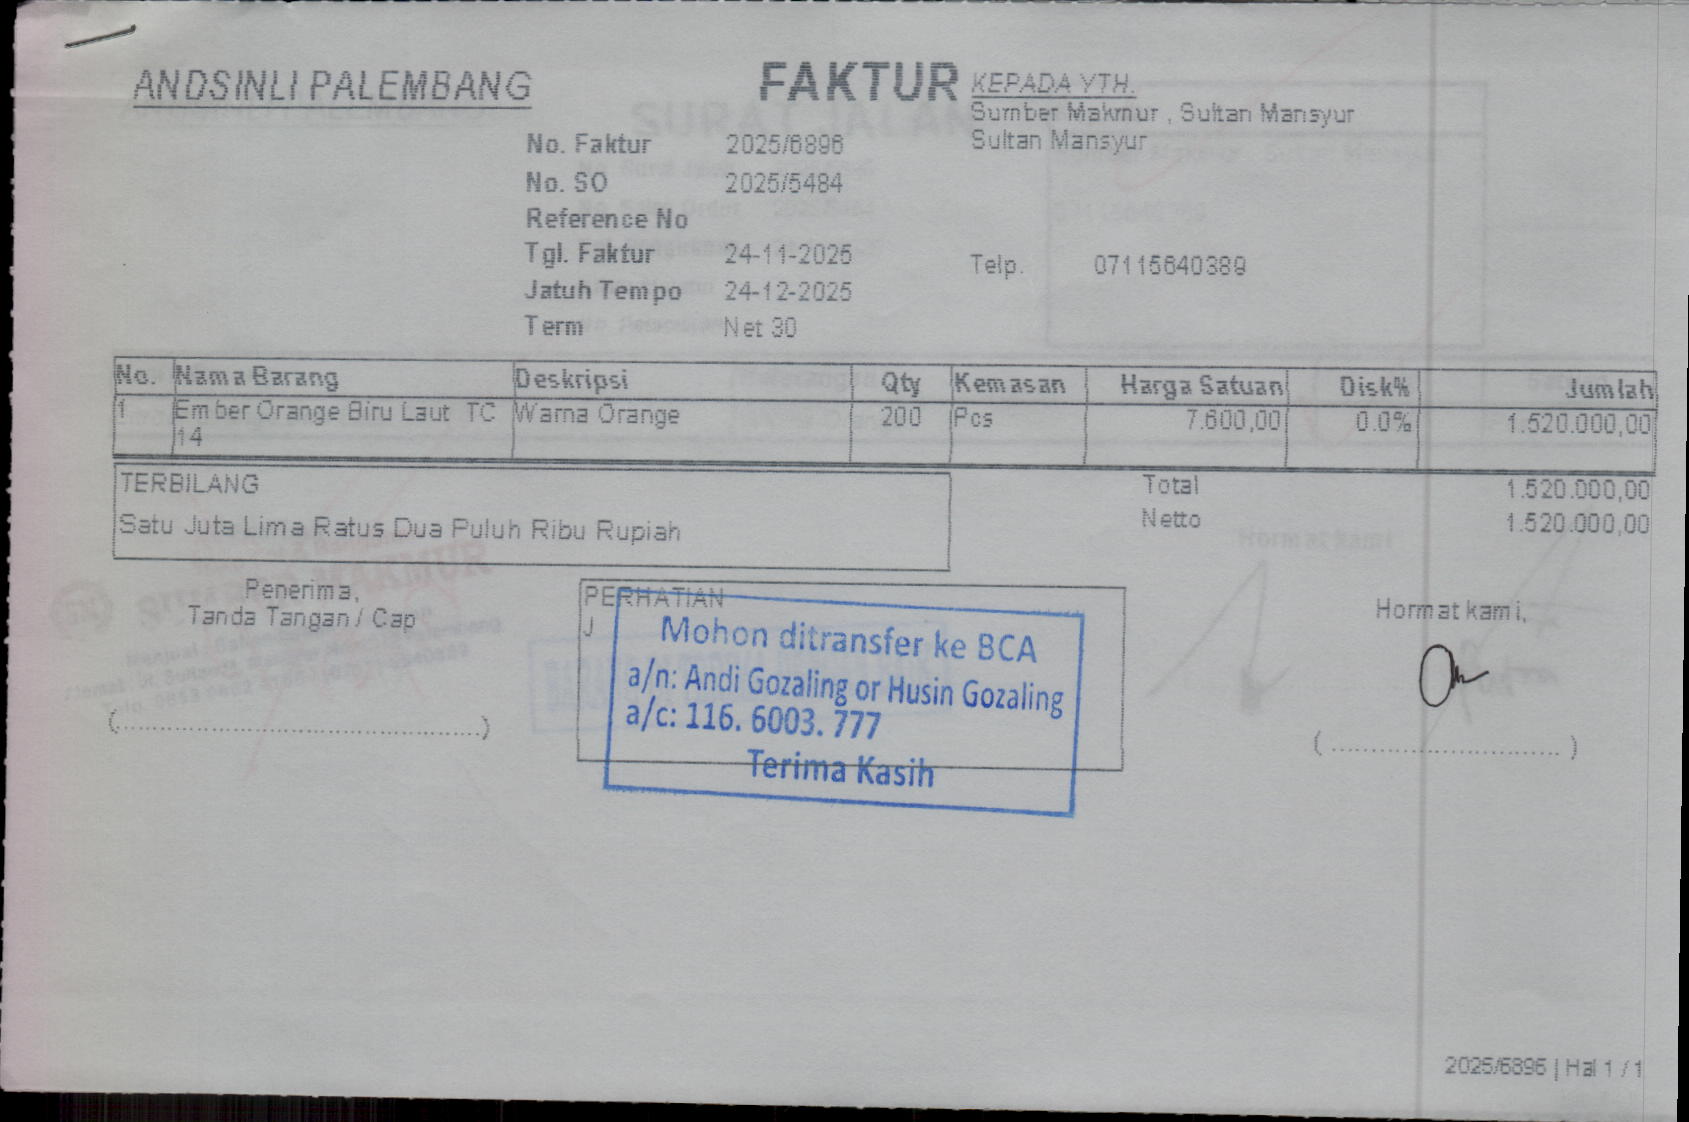 ANDSINLI PALEMBANG
FAKTUR
KEPADA YTH.
Sumber Makmur , Sultan Mansyur
Sultan Mansyur
No. Faktur 2025/6896
No. SO 2025/5484
Reference No
Tgl. Faktur 24-11-2025
Jatuh Tempo 24-12-2025
Term Net 30
Telp. 07115640389
No. Nama Barang Deskripsi Qty Kemasan Harga Satuan Disk% Jumlah
1 Ember Orange Biru Laut TC Warna Orange 200 Pcs 7.600,00 0.0% 1.520.000,00
14
TERBILANG
Satu Juta Lima Ratus Dua Puluh Ribu Rupiah
Total 1.520.000,00
Netto 1.520.000,00
Penerima,
Tanda Tangan / Cap
(................................................)
PERHATIAN
J
Mohon ditransfer ke BCA
a/n: Andi Gozaling or Husin Gozaling
a/c: 116. 6003. 777
Terima Kasih
Hormat kami,
( .............................. )
2025/6896 | Hal 1 / 1
SURAT JALAN
Hormat kami